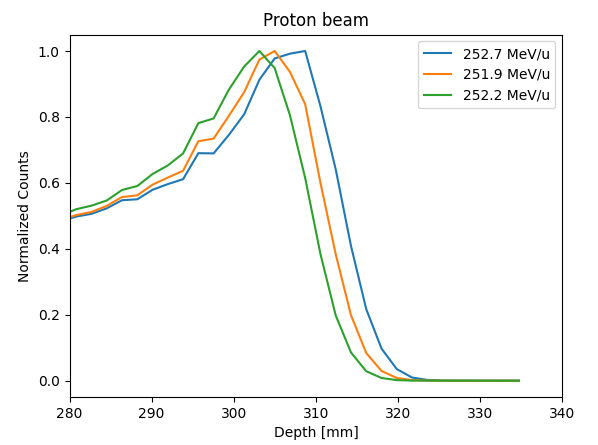 Proton beam
252.7 MeV/u
251.9 MeV/u
252.2 MeV/u
Normalized Counts
1.0
0.8
0.6
0.4
0.2
0.0
280 290 300 310 320 330 340
Depth [mm]